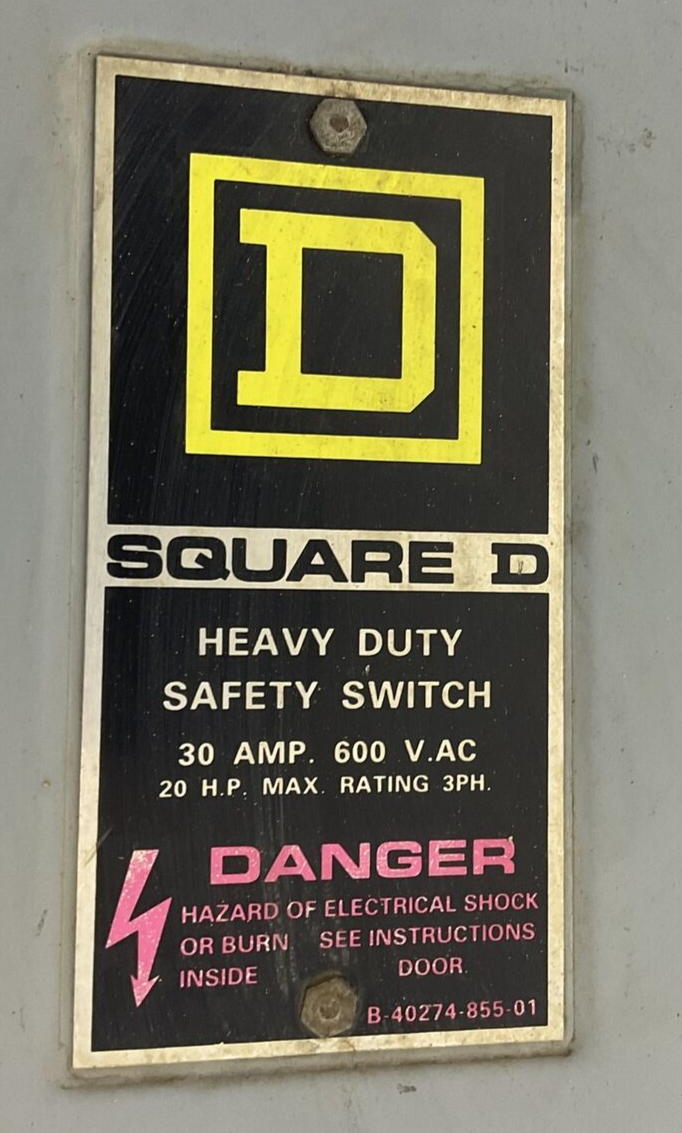 D
SQUARE D
HEAVY DUTY
SAFETY SWITCH
30 AMP. 600 V.AC
20 H.P. MAX. RATING 3PH.
DANGER
HAZARD OF ELECTRICAL SHOCK
OR BURN. SEE INSTRUCTIONS
INSIDE DOOR.
B-40274-855-01